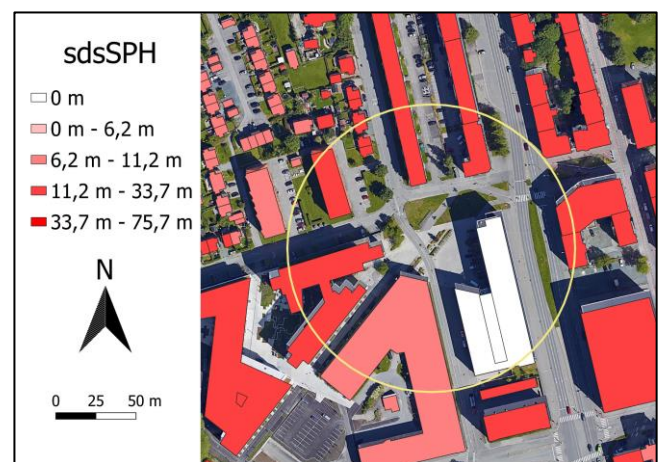 sdsSPH
0 m
0 m - 6,2 m
6,2 m - 11,2 m
11,2 m - 33,7 m
33,7 m - 75,7 m
N
0 25 50 m